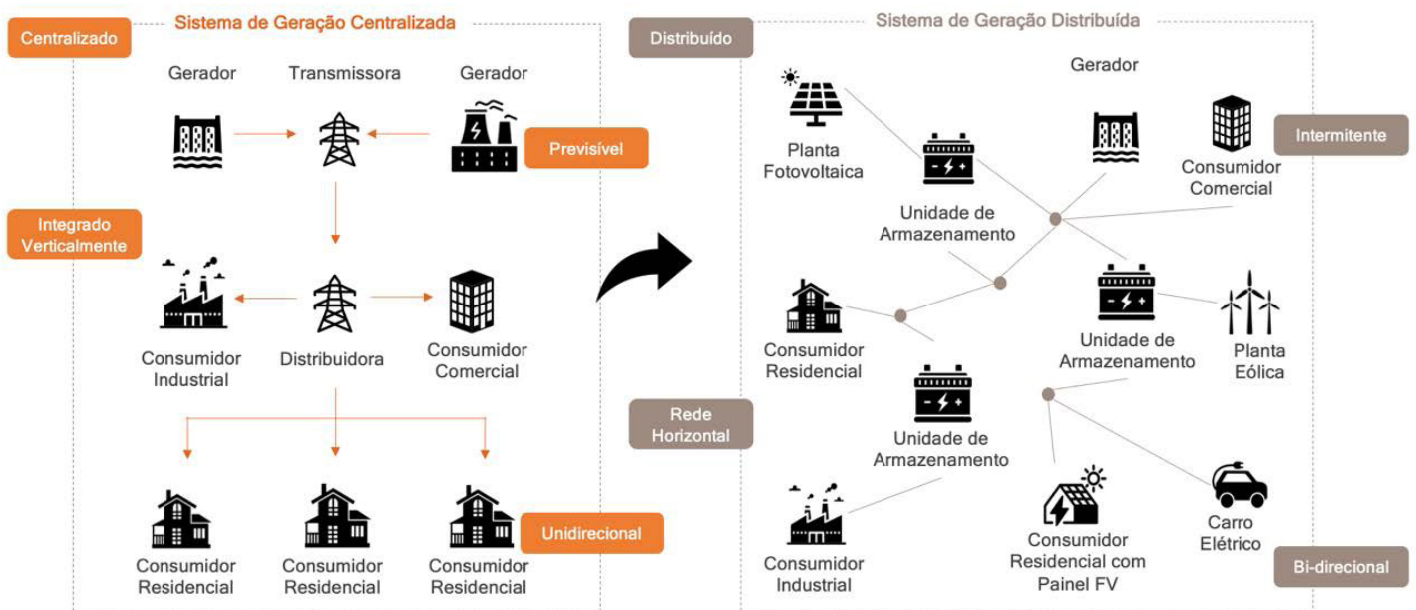 Sistema de Geração Centralizada
Centralizado
Gerador
Transmissora
Gerador
Previsível
Integrado
Verticalmente
Consumidor
Industrial
Distribuidora
Consumidor
Comercial
Consumidor
Residencial
Consumidor
Residencial
Consumidor
Residencial
Unidirecional
Sistema de Geração Distribuída
Distribuído
Gerador
Planta
Fotovoltaica
Consumidor
Comercial
Intermitente
Unidade de
Armazenamento
Consumidor
Residencial
Unidade de
Armazenamento
Planta
Eólica
Rede
Horizontal
Unidade de
Armazenamento
Consumidor
Industrial
Consumidor
Residencial com
Painel FV
Carro
Elétrico
Bi-direcional